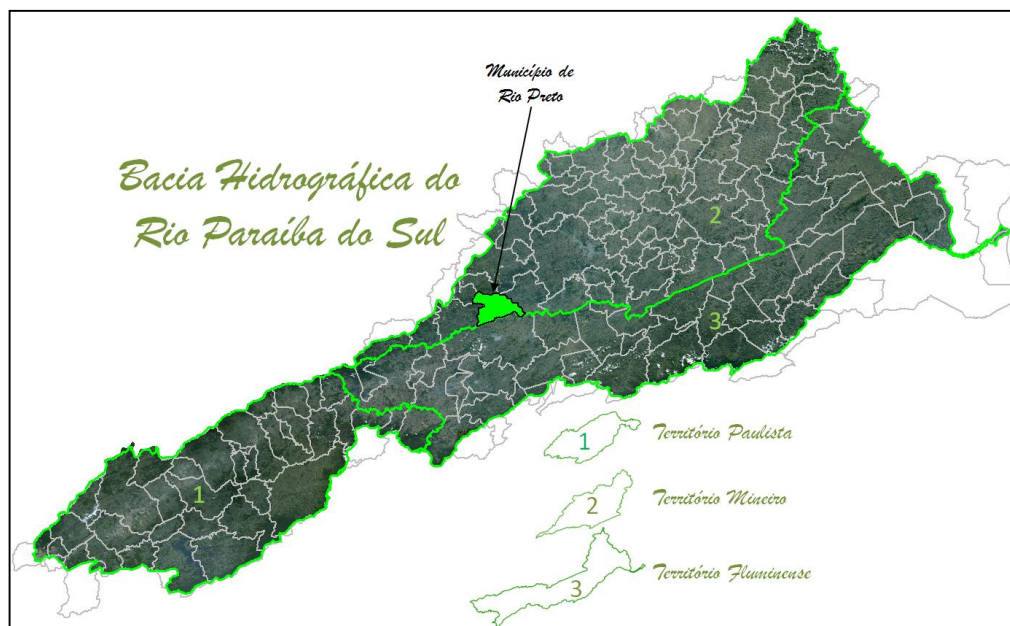 Município de
Rio Preto
Bacia Hidrográfica do
Rio Paraíba do Sul
2
3
1
1
Território Paulista
2
Território Mineiro
3
Território Fluminense